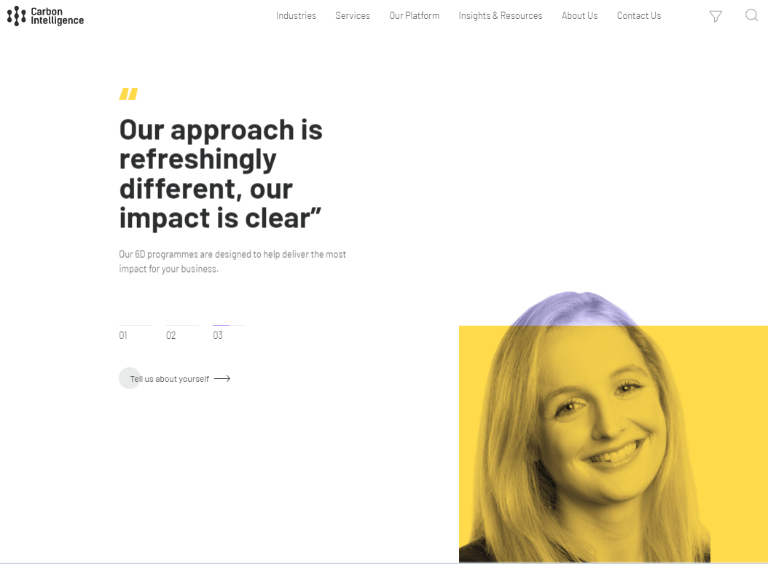 Carbon
Intelligence
Industries Services Our Platform Insights & Resources About Us Contact Us
“
Our approach is
refreshingly
different, our
impact is clear”
Our 6D programmes are designed to help deliver the most
impact for your business.
01 02 03
Tell us about yourself